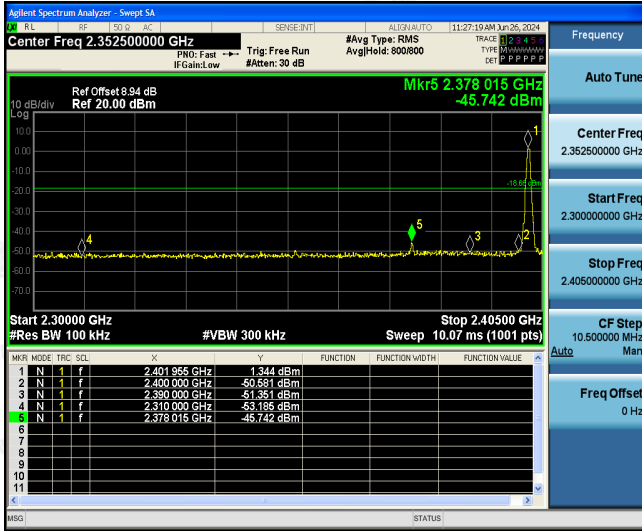 Agilent Spectrum Analyzer - Swept SA
RL RF 50 Ω AC SENSE:INT ALIGNAUTO 11:27:19 AM Jun 26, 2024
Center Freq 2.352500000 GHz
PNO: Fast
IFGain:Low
Trig: Free Run
#Atten: 30 dB
#Avg Type: RMS
Avg|Hold: 800/800
TRACE 1 2 3 4 5 6
TYPE MWWWWW
DET P P P P P P
Ref Offset 8.94 dB
Ref 20.00 dBm
10 dB/div
Log
Mkr5 2.378 015 GHz
-45.742 dBm
10.0
0.00
-10.0
-20.0
-30.0
-40.0
-50.0
-60.0
-70.0
-18.65 dBm
1
2
3
4
5
Start 2.30000 GHz
Stop 2.40500 GHz
#Res BW 100 kHz
#VBW 300 kHz
Sweep 10.07 ms (1001 pts)
MKR MODE TRC SCL X Y FUNCTION FUNCTION WIDTH FUNCTION VALUE
1 N 1 f 2.401 955 GHz 1.344 dBm
2 N 1 f 2.400 000 GHz -50.581 dBm
3 N 1 f 2.390 000 GHz -51.351 dBm
4 N 1 f 2.310 000 GHz -53.185 dBm
5 N 1 f 2.378 015 GHz -45.742 dBm
6
7
8
9
10
11
MSG STATUS
Frequency
Auto Tune
Center Freq
2.352500000 GHz
Start Freq
2.300000000 GHz
Stop Freq
2.405000000 GHz
CF Step
10.500000 MHz
Auto Man
Freq Offset
0 Hz